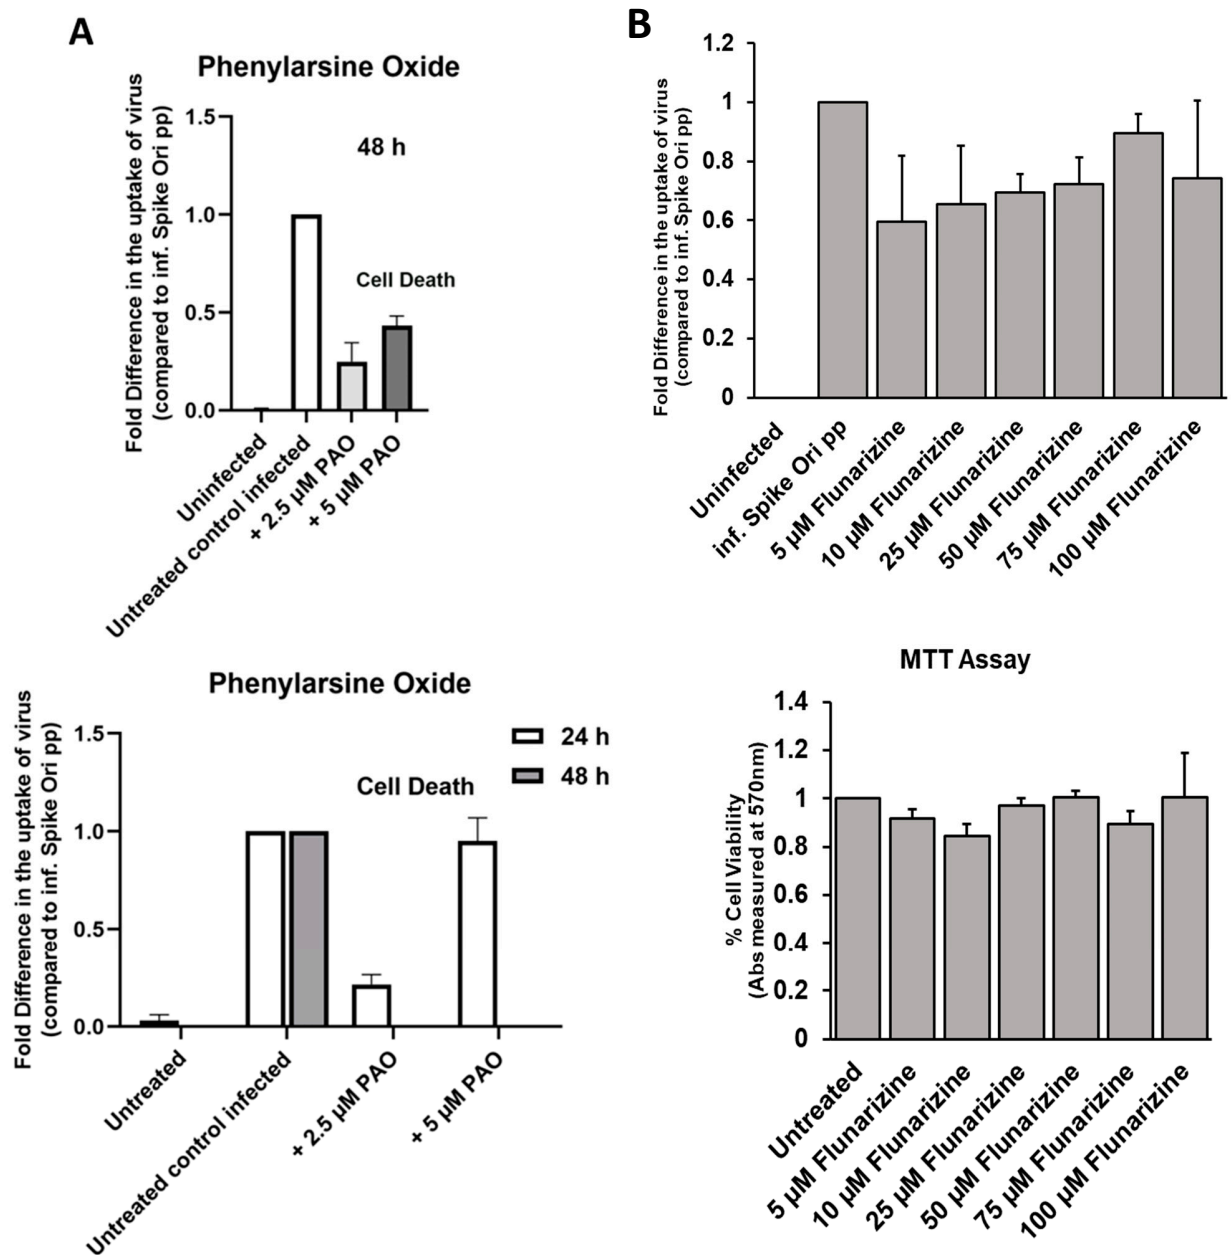 A
Phenylarsine Oxide
Fold Difference in the uptake of virus
(compared to inf. Spike Ori pp)
1.5
1.0
0.5
0.0
48 h
Cell Death
Uninfected
Untreated control infected
+ 2.5 µM PAO
+ 5 µM PAO
Phenylarsine Oxide
Fold Difference in the uptake of virus
(compared to inf. Spike Ori pp)
1.5
1.0
0.5
0.0
24 h
48 h
Cell Death
Untreated
Untreated control infected
+ 2.5 µM PAO
+ 5 µM PAO
B
Fold Difference in the uptake of virus
(compared to inf. Spike Ori pp)
1.2
1
0.8
0.6
0.4
0.2
0
Uninfected
inf. Spike Ori pp
5 µM Flunarizine
10 µM Flunarizine
25 µM Flunarizine
50 µM Flunarizine
75 µM Flunarizine
100 µM Flunarizine
MTT Assay
% Cell Viability
(Abs measured at 570nm)
1.4
1.2
1
0.8
0.6
0.4
0.2
0
Untreated
5 µM Flunarizine
10 µM Flunarizine
25 µM Flunarizine
50 µM Flunarizine
75 µM Flunarizine
100 µM Flunarizine